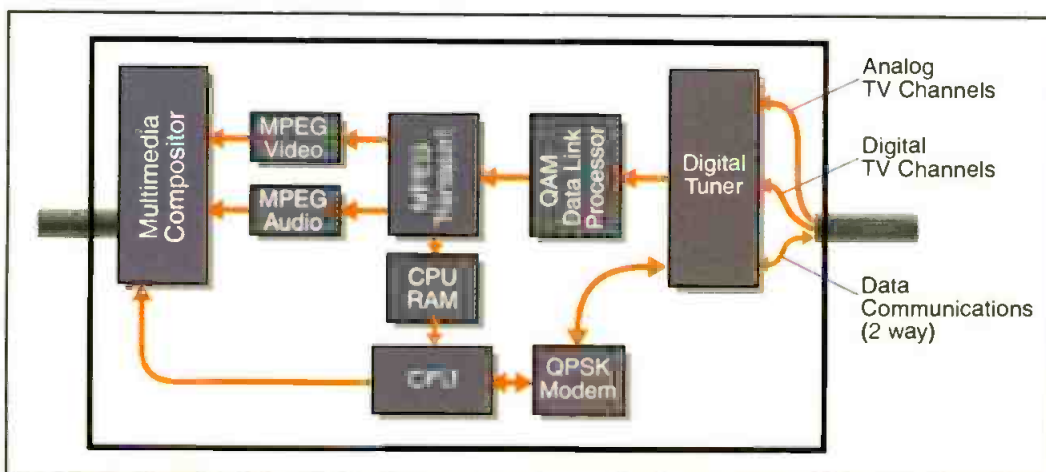 Multimedia
Compositor
MPEG
Video
MPEG
Audio
CPU
RAM
CPU
QAM
Data Link
Processor
QPSK
Modem
Digital
Tuner
Analog
TV Channels
Digital
TV Channels
Data
Communications
(2 way)